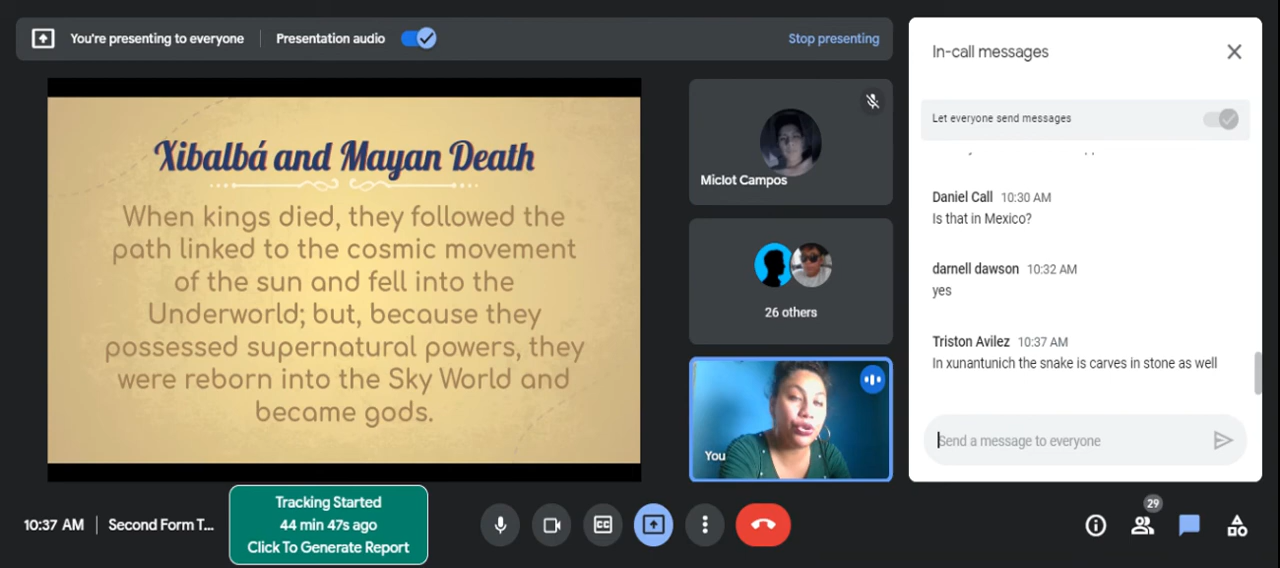 You're presenting to everyone
Presentation audio
Stop presenting
Xibalbá and Mayan Death
When kings died, they followed the
path linked to the cosmic movement
of the sun and fell into the
Underworld; but, because they
possessed supernatural powers, they
were reborn into the Sky World and
became gods.
Miclot Campos
26 others
You
In-call messages
Let everyone send messages
Daniel Call 10:30 AM
Is that in Mexico?
darnell dawson 10:32 AM
yes
Triston Avilez 10:37 AM
In xunantunich the snake is carves in stone as well
Send a message to everyone
10:37 AM
Second Form T...
Tracking Started
44 min 47s ago
Click To Generate Report
CC
29